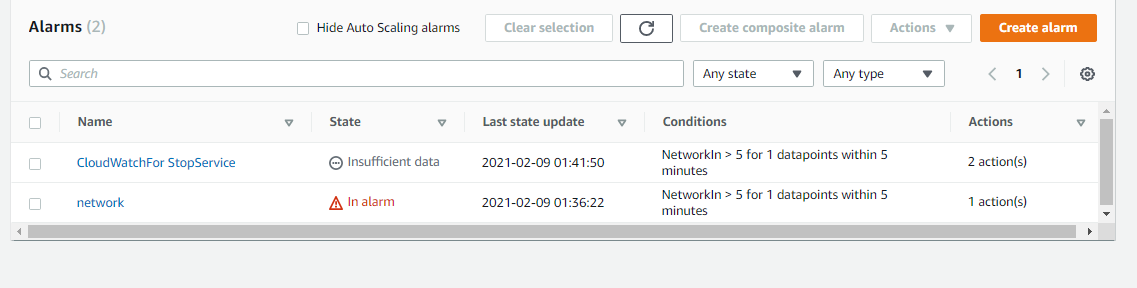 Alarms (2)
Hide Auto Scaling alarms
Clear selection
Create composite alarm
Actions
Create alarm
Search
Any state
Any type
1
Name State Last state update Conditions Actions
CloudWatchFor StopService Insufficient data 2021-02-09 01:41:50 NetworkIn > 5 for 1 datapoints within 5 2 action(s)
minutes
network In alarm 2021-02-09 01:36:22 NetworkIn > 5 for 1 datapoints within 5 1 action(s)
minutes